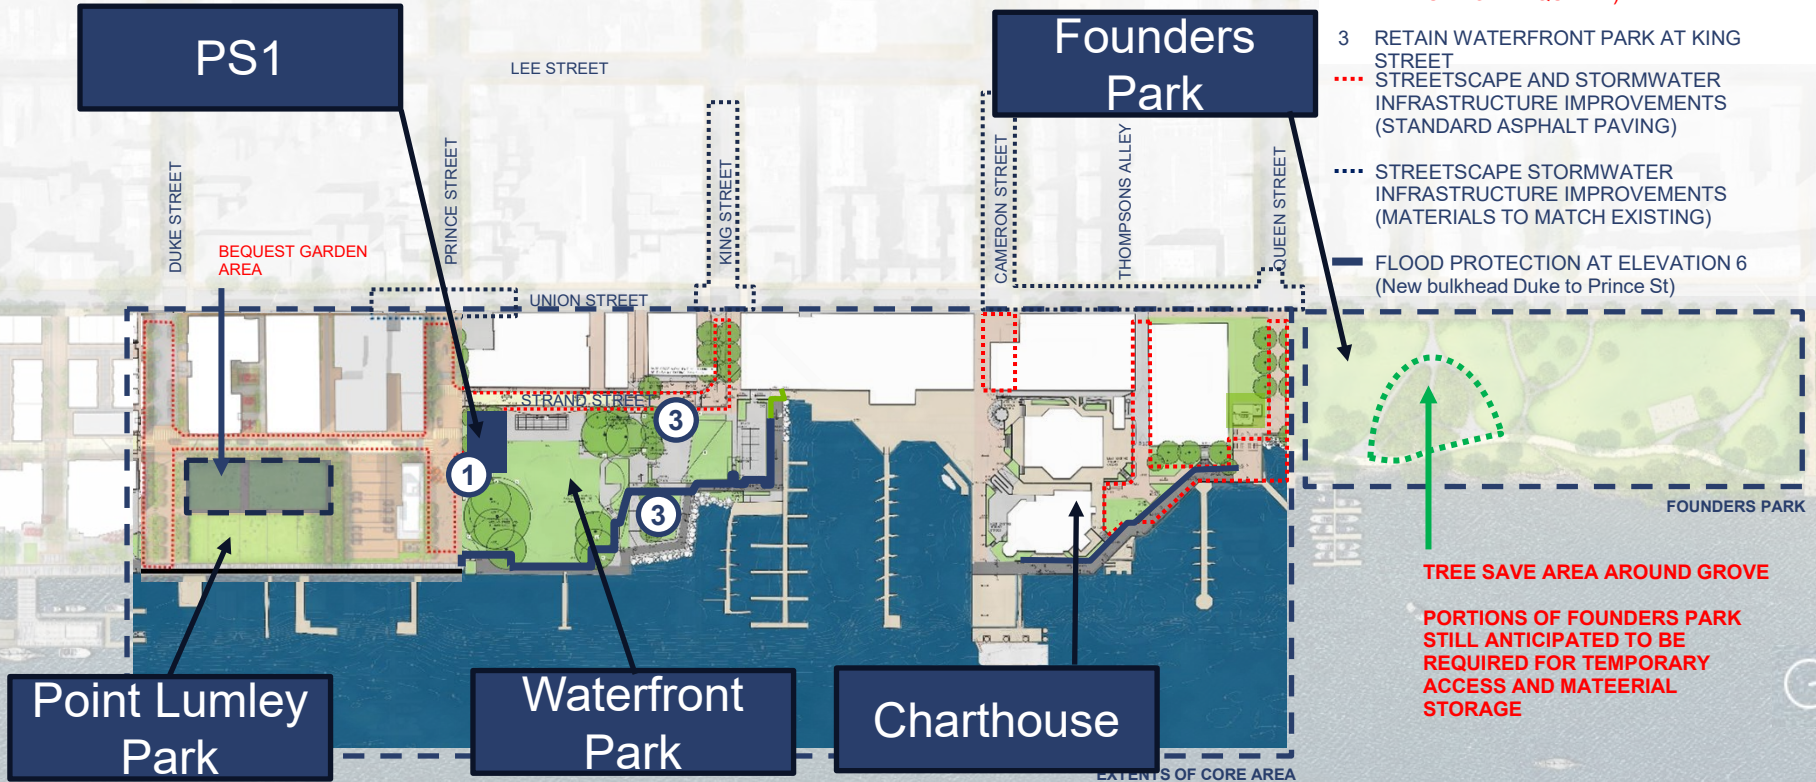 PS1
Founders
Park
3 RETAIN WATERFRONT PARK AT KING
STREET
STREETSCAPE AND STORMWATER
INFRASTRUCTURE IMPROVEMENTS
(STANDARD ASPHALT PAVING)
STREETSCAPE STORMWATER
INFRASTRUCTURE IMPROVEMENTS
(MATERIALS TO MATCH EXISTING)
FLOOD PROTECTION AT ELEVATION 6
(New bulkhead Duke to Prince St)
LEE STREET
DUKE STREET
PRINCE STREET
KING STREET
CAMERON STREET
THOMPSONS ALLEY
QUEEN STREET
BEQUEST GARDEN
AREA
UNION STREET
STRAND STREET
3
1
3
FOUNDERS PARK
TREE SAVE AREA AROUND GROVE
PORTIONS OF FOUNDERS PARK
STILL ANTICIPATED TO BE
REQUIRED FOR TEMPORARY
ACCESS AND MATEERIAL
STORAGE
Point Lumley
Park
Waterfront
Park
Charthouse
EXTENTS OF CORE AREA